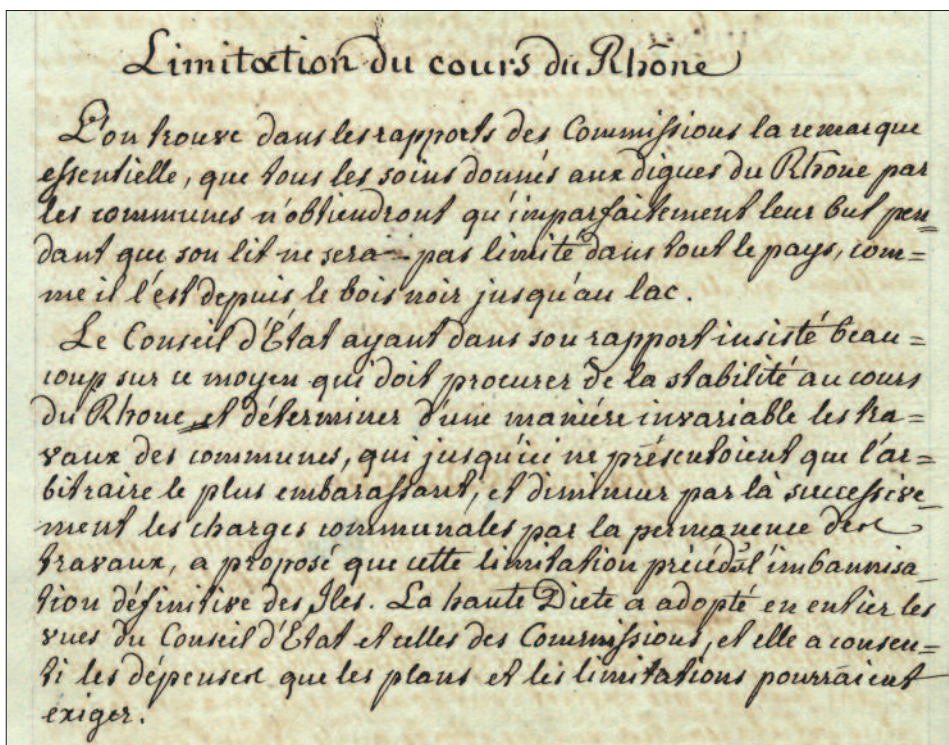 Limitation du cours du Rhône
L'on trouve dans les rapports des Commissions la remarque
essentielle, que tous les soins donnés aux digues du Rhône par
les communes n'obtiendront qu'imparfaitement leur but pen=
dant que son lit ne sera pas limité dans tout le pays, com=
me il l'est depuis le bois noir jusqu'au lac.
Le Conseil d'État ayant dans son rapport insisté beau=
coup sur ce moyen qui doit procurer de la stabilité au cours
du Rhone, et déterminer d'une maniére invariable les tra=
vaux des communes, qui jusqu'ici ne présentoient que l'ar=
bitraire le plus embarassant, et diminuer par là successive
ment les charges communales par la permanence des
travaux, a proposé que cette limitation précédat l'imbannisa=
tion définitive des Iles. La haute Diete a adopté en entier les
vues du Conseil d'Etat et celles des Commissions, et elle a consen=
ti les dépenses que les plans et les limitations pourraient
éxiger.